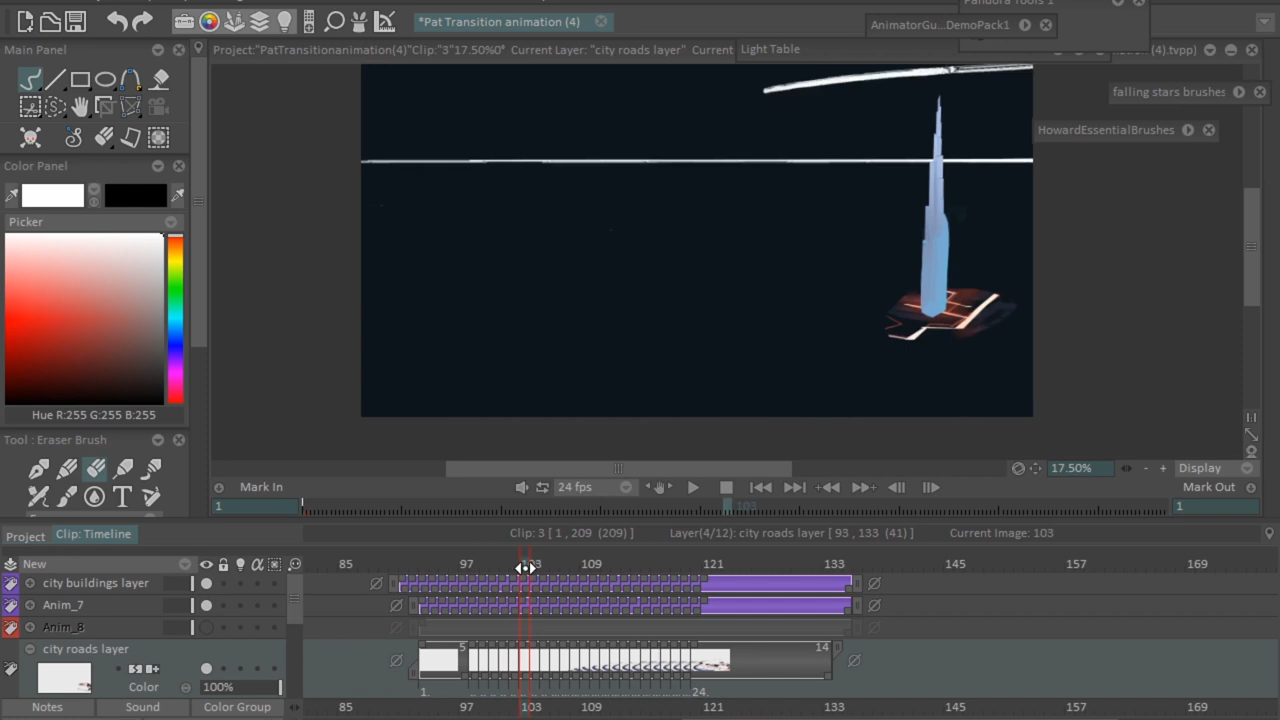 *Pat Transition animation (4)
Pandora Tools 1
AnimatorGu...DemoPack1
Main Panel
Project:"PatTransitionanimation(4)"Clip:"3"17.50%0° Current Layer: "city roads layer" Current
Light Table
(4).tvpp)
falling stars brushes
HowardEssentialBrushes
Color Panel
Picker
Hue R:255 G:255 B:255
Tool : Eraser Brush
17.50%
- +
Display
Mark In
24 fps
Mark Out
1
103
1
Project
Clip: Timeline
Clip: 3 [ 1 , 209 (209) ]
Layer(4/12): city roads layer [ 93 , 133 (41) ]
Current Image: 103
New
85 97 103 109 121 133 145 157 169
city buildings layer
Anim_7
Anim_8
city roads layer
5
14
Color
100%
1.
24.
Notes
Sound
Color Group
85 97 103 109 121 133 145 157 169